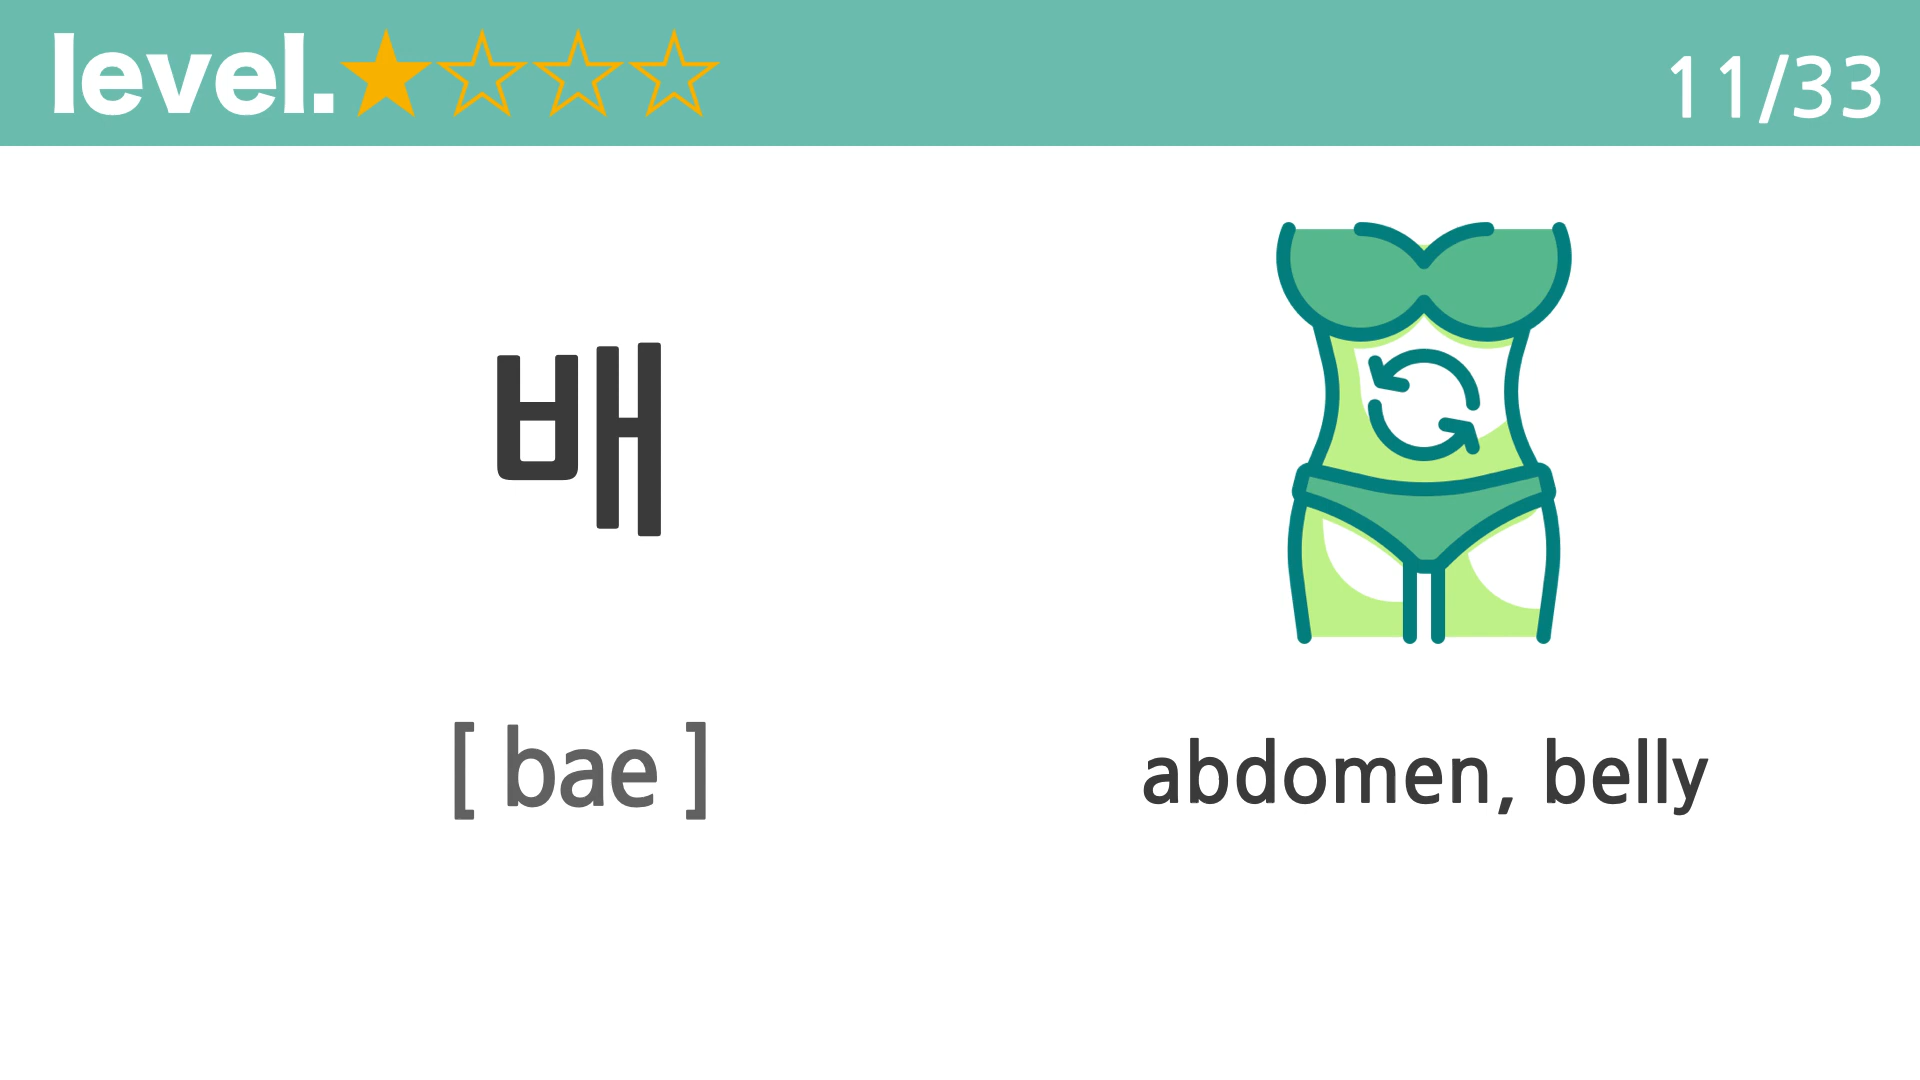 level.★☆☆☆ 11/33
배
[ bae ]
abdomen, belly